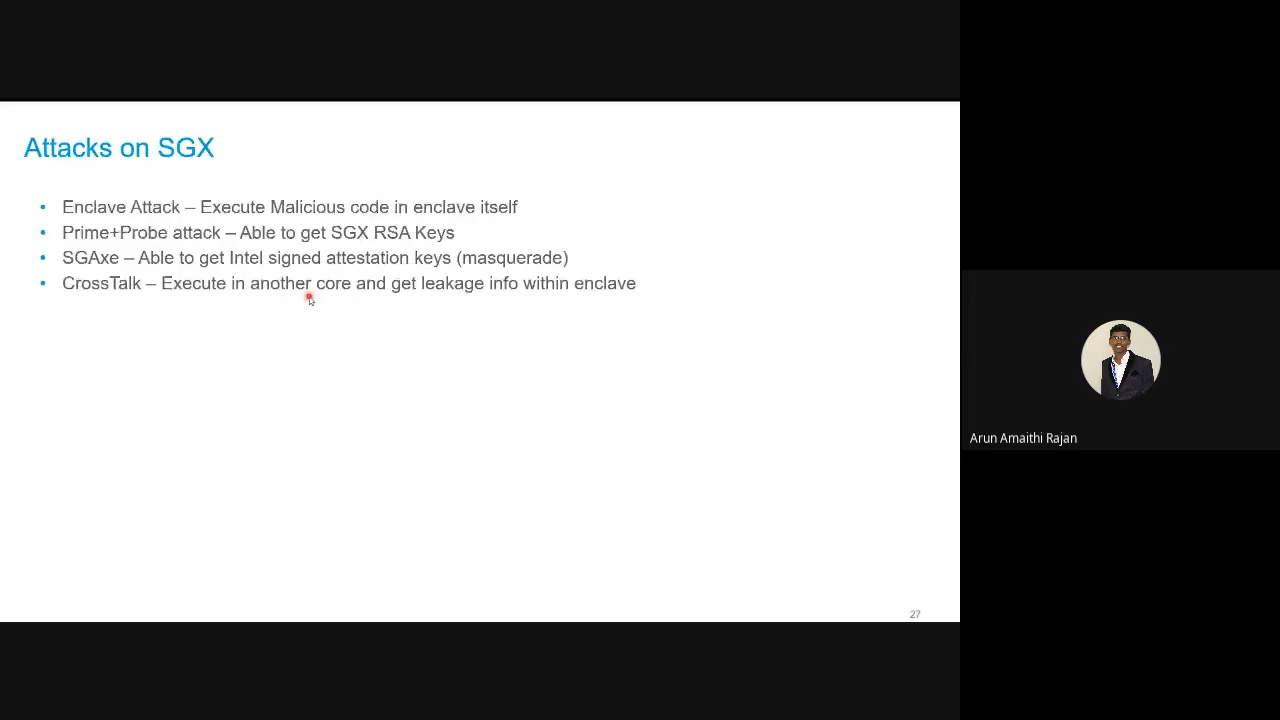 Attacks on SGX
• Enclave Attack – Execute Malicious code in enclave itself
• Prime+Probe attack – Able to get SGX RSA Keys
• SGAxe – Able to get Intel signed attestation keys (masquerade)
• CrossTalk – Execute in another core and get leakage info within enclave
27
Arun Amaithi Rajan